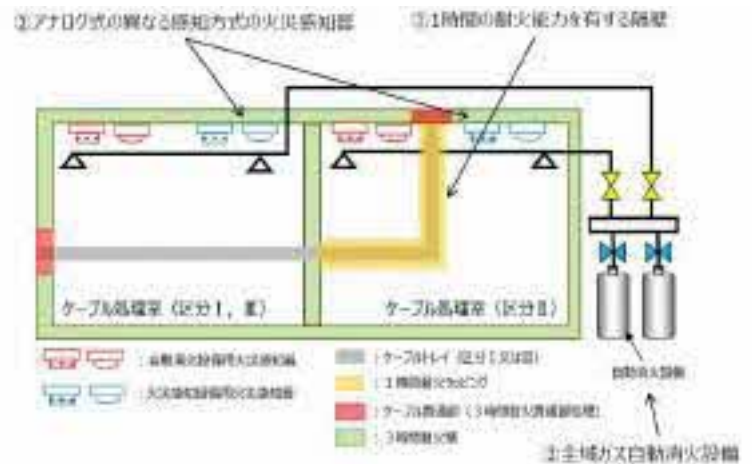 ③アナログ式の異なる感知方式の火災感知器
①1時間の耐火能力を有する隔壁
ケーブル処理室（区分Ⅰ, Ⅲ）
ケーブル処理室（区分Ⅱ）
：自動消火設備用火災感知器
：火災感知設備用火災感知器
：ケーブルトレイ（区分Ⅰ又はⅢ）
：1時間耐火ラッピング
：ケーブル貫通部（3時間耐火貫通部処理）
：3時間耐火壁
自動消火設備
②全域ガス自動消火設備